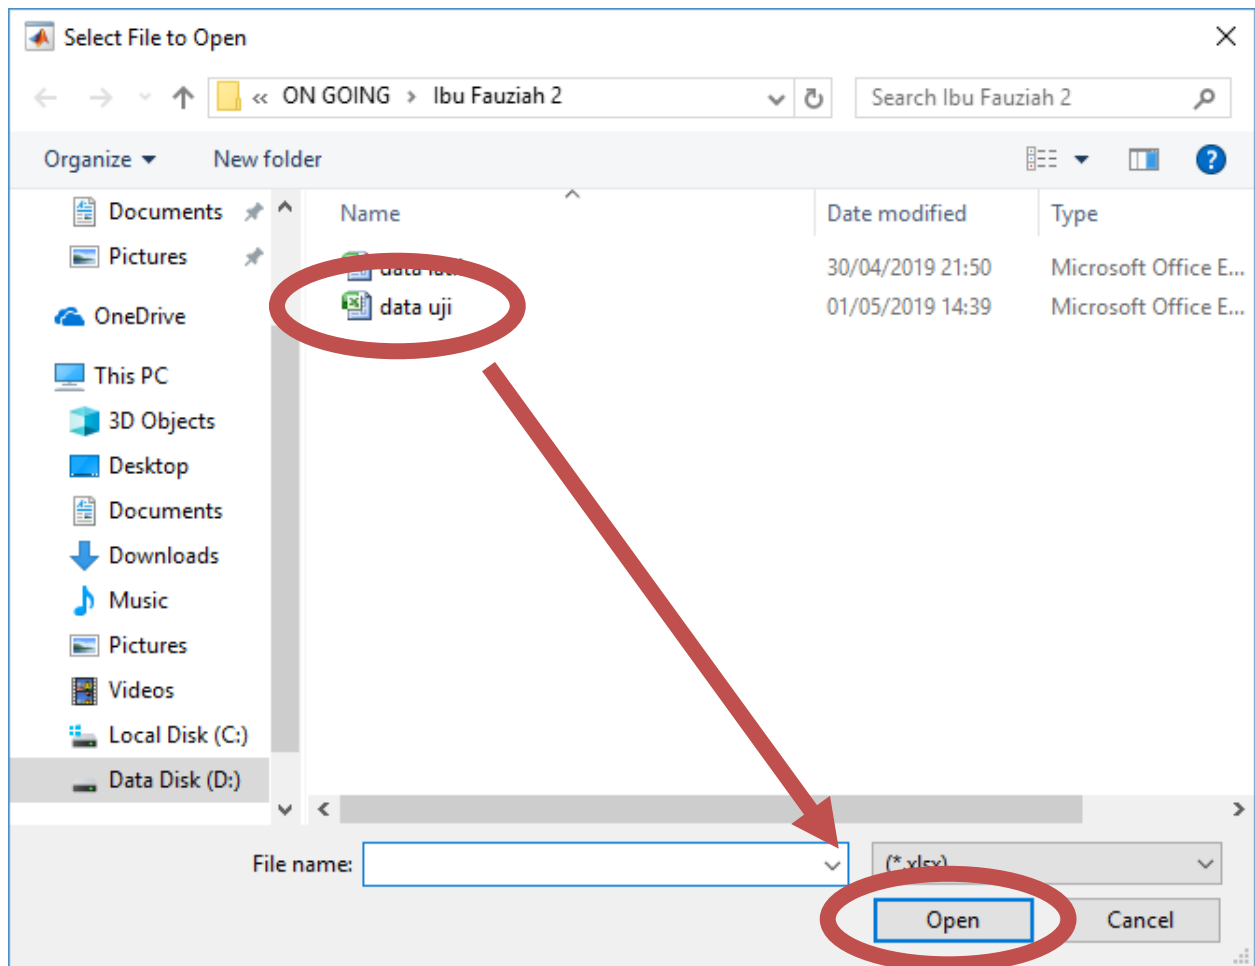 Select File to Open
« ON GOING > Ibu Fauziah 2
Search Ibu Fauziah 2
Organize
New folder
Documents
Pictures
OneDrive
This PC
3D Objects
Desktop
Documents
Downloads
Music
Pictures
Videos
Local Disk (C:)
Data Disk (D:)
Name Date modified Type
data 30/04/2019 21:50 Microsoft Office E...
data uji 01/05/2019 14:39 Microsoft Office E...
File name:
(*.xlsx)
Open
Cancel